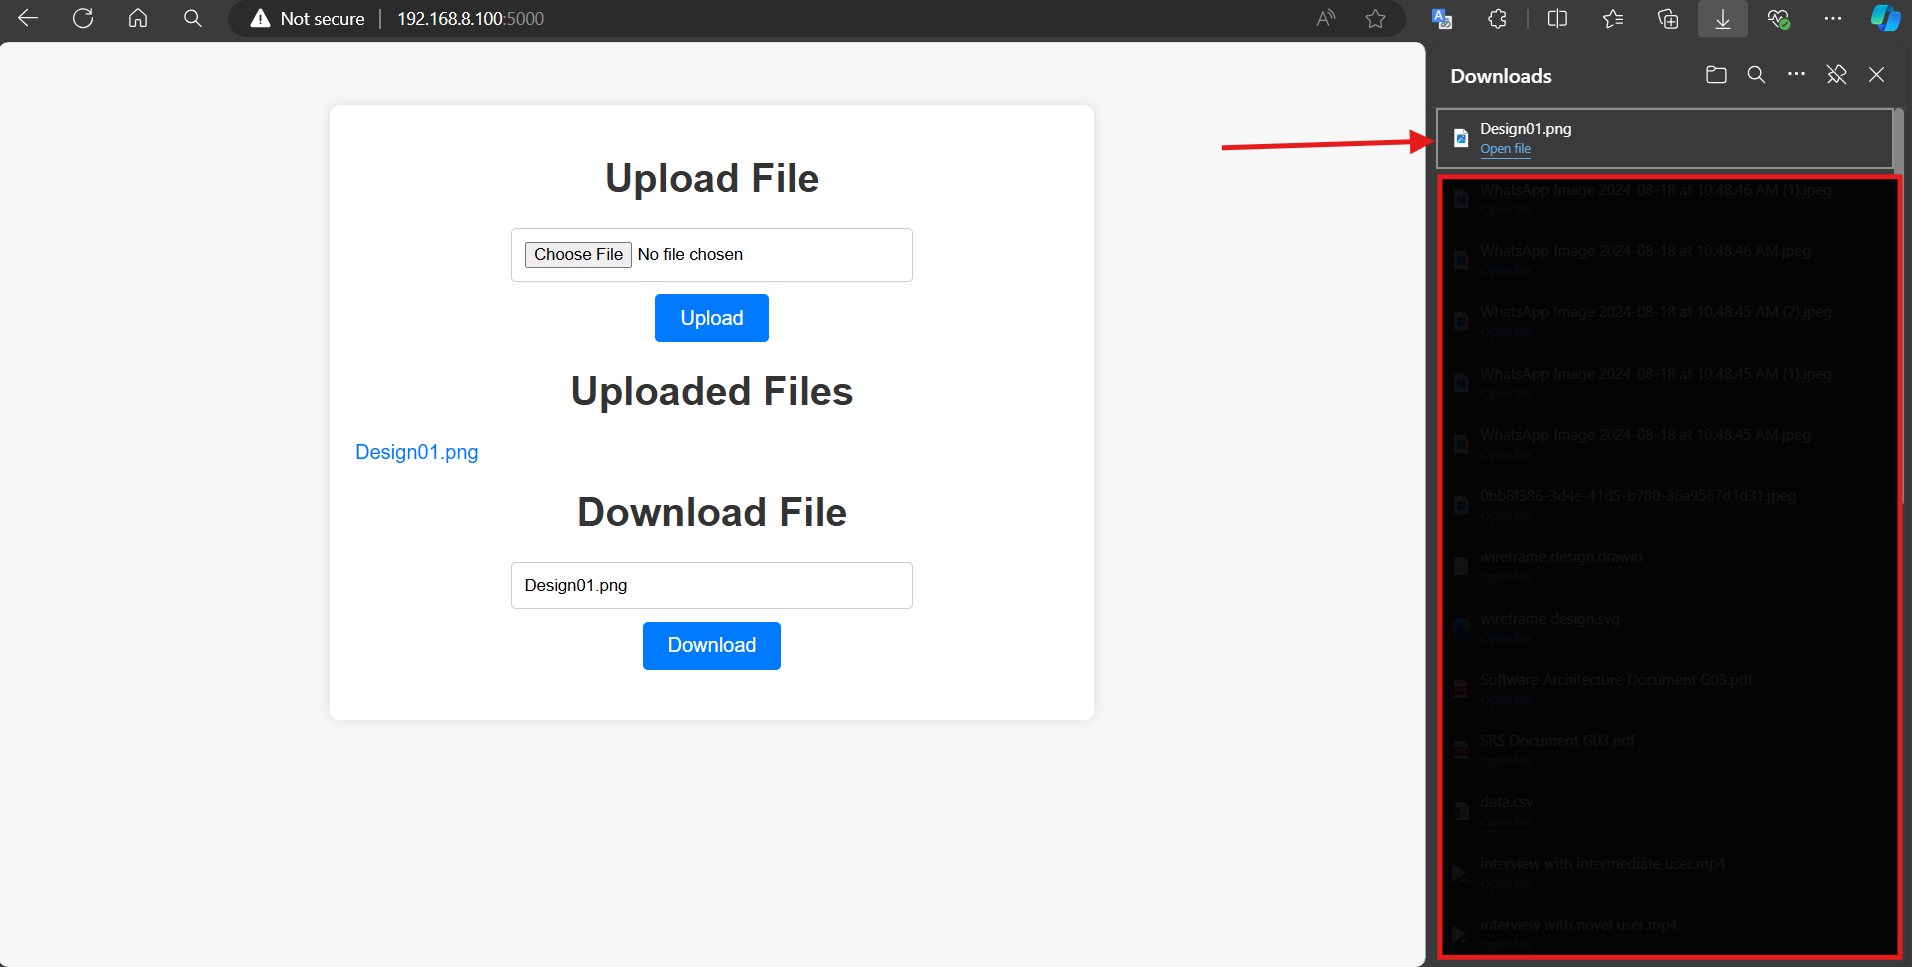 Not secure
192.168.8.100:5000
Upload File
Choose File No file chosen
Upload
Uploaded Files
Design01.png
Download File
Design01.png
Download
Downloads
Design01.png
Open file
WhatsApp Image 2024-08-18 at 10.48.46 AM (1).jpeg
Open file
WhatsApp Image 2024-08-18 at 10.48.46 AM.jpeg
Open file
WhatsApp Image 2024-08-18 at 10.48.45 AM (2).jpeg
Open file
WhatsApp Image 2024-08-18 at 10.48.45 AM (1).jpeg
Open file
WhatsApp Image 2024-08-18 at 10.48.45 AM.jpeg
Open file
0bb8f386-3d4e-41d5-b780-36a9567d1d31.jpeg
Open file
wireframe design.drawio
Open file
wireframe design.svg
Open file
Software Architecture Document G03.pdf
Open file
SRS Document G03.pdf
Open file
data.csv
Open file
interview with intermediate user.mp4
Open file
interview with novel user.mp4
Open file